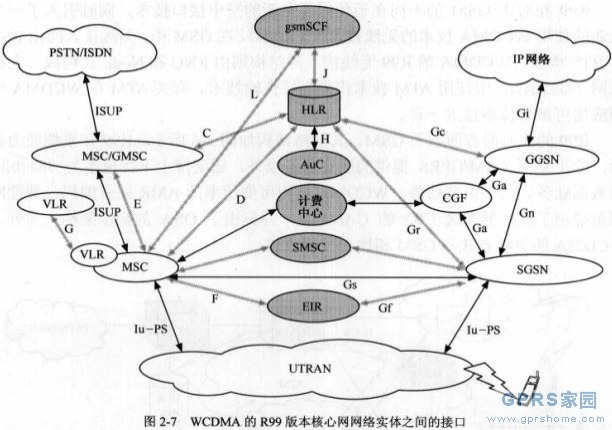 gsmSCF
PSTN/ISDN
IP网络
L
J
ISUP
HLR
Gi
C
H
Gc
MSC/GMSC
AuC
GGSN
Ga
VLR
ISUP
E
D
计费
中心
CGF
Gn
G
Gr
Ga
VLR
MSC
SMSC
SGSN
Gs
F
EIR
Gf
Iu-PS
Iu-PS
UTRAN
图 2-7 WCDMA 的 R99 版本核心网网络实体之间的接口
GPRS家园
www.gprshome.com